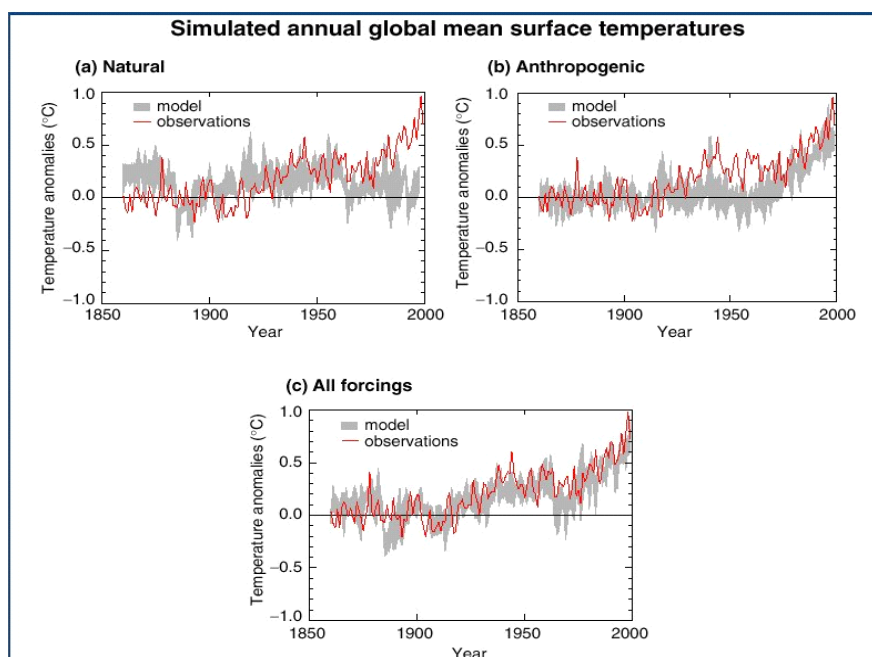 Simulated annual global mean surface temperatures
(a) Natural
Temperature anomalies (°C)
1.0
0.5
0.0
−0.5
−1.0
model
observations
1850 1900 1950 2000
Year
(b) Anthropogenic
Temperature anomalies (°C)
1.0
0.5
0.0
−0.5
−1.0
model
observations
1850 1900 1950 2000
Year
(c) All forcings
Temperature anomalies (°C)
1.0
0.5
0.0
−0.5
−1.0
model
observations
1850 1900 1950 2000
Year